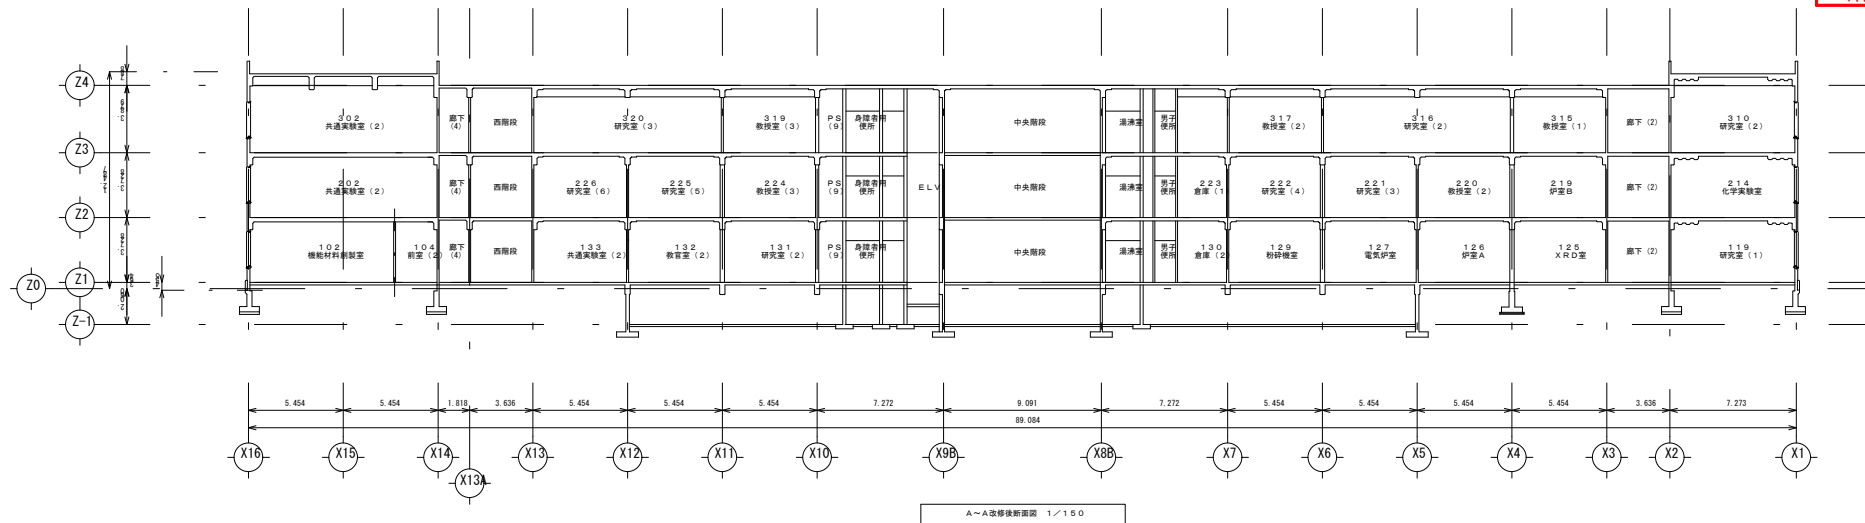 Z4
Z3
Z2
Z1
Z0
Z-1
302
共通実験室（2）
廊下
（4）
西階段
320
研究室（3）
319
教授室（3）
PS
（9）
身障者用
便所
中央階段
湯沸室
男子
便所
317
教授室（2）
316
研究室（2）
315
教授室（1）
廊下（2）
310
研究室（2）
202
共通実験室（2）
廊下
（4）
西階段
226
研究室（6）
225
研究室（5）
224
教授室（3）
PS
（9）
身障者用
便所
ELV
中央階段
湯沸室
男子
便所
223
倉庫（1）
222
研究室（4）
221
研究室（3）
220
教授室（2）
219
炉室B
廊下（2）
214
化学実験室
102
機能材料創製室
104
前室（2）
廊下
（4）
西階段
133
共通実験室（2）
132
教官室（2）
131
研究室（2）
PS
（9）
身障者用
便所
中央階段
湯沸室
男子
便所
130
倉庫（2）
129
粉砕機室
127
電気炉室
126
炉室A
125
XRD室
廊下（2）
119
研究室（1）
5.454 5.454 1.818 3.636 5.454 5.454 5.454 7.272 9.091 7.272 5.454 5.454 5.454 5.454 3.636 7.273
89.084
X16 X15 X14 X13 X12 X11 X10 X9B X8B X7 X6 X5 X4 X3 X2 X1
X13A
A～A改修後断面図 1／150